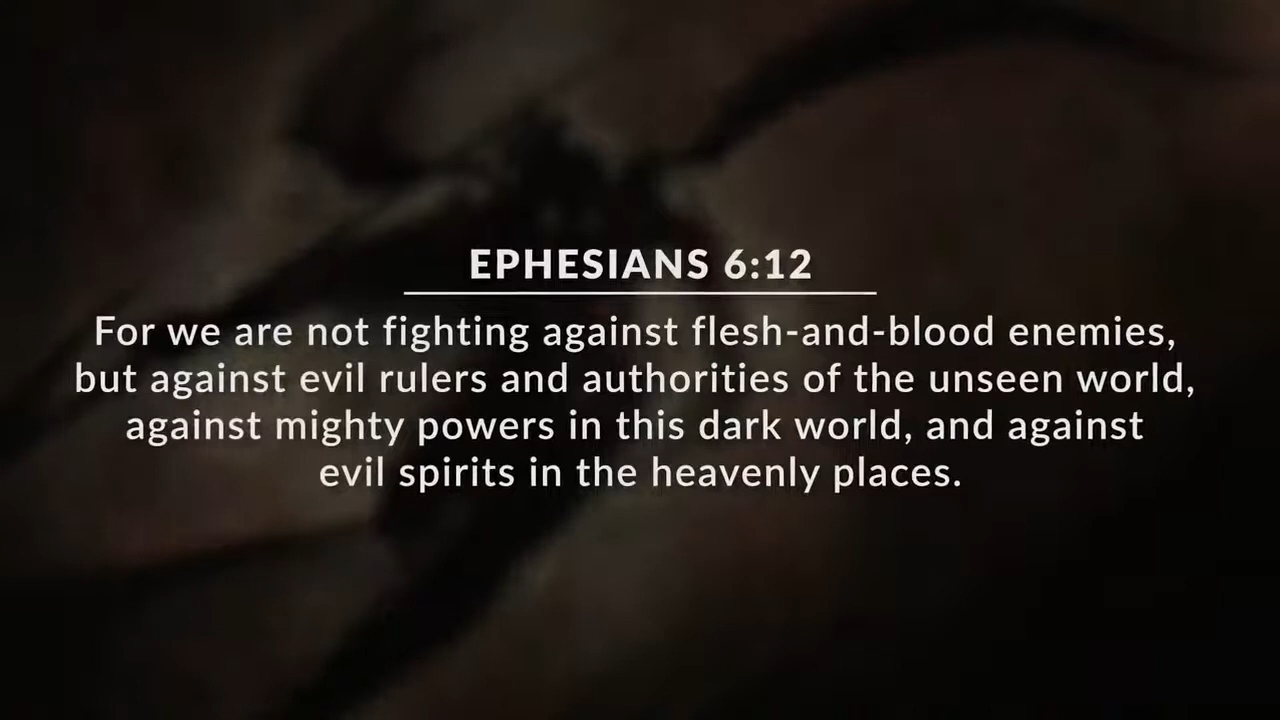 EPHESIANS 6:12
For we are not fighting against flesh-and-blood enemies,
but against evil rulers and authorities of the unseen world,
against mighty powers in this dark world, and against
evil spirits in the heavenly places.